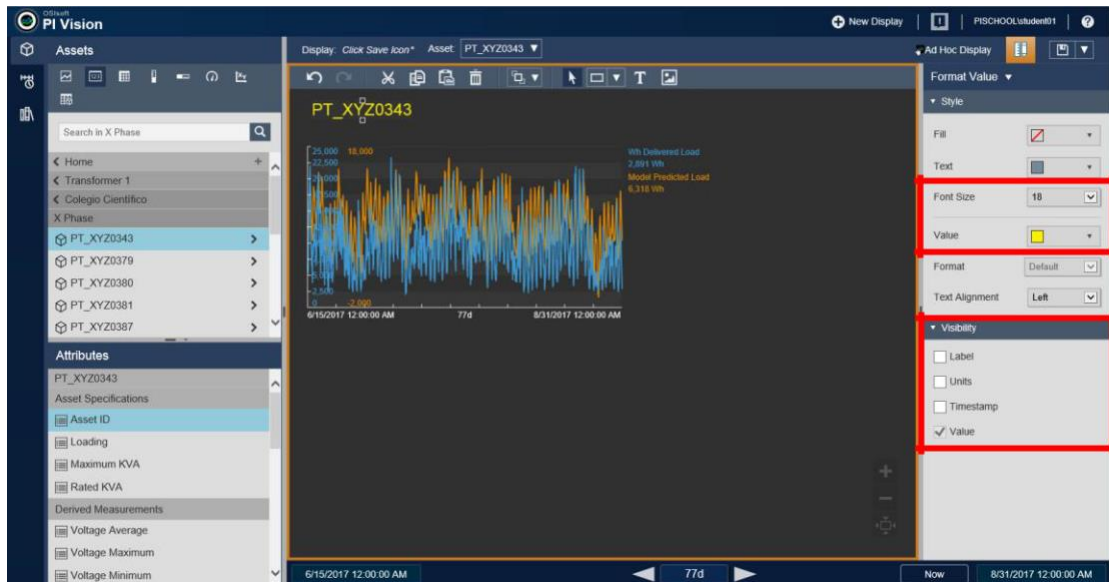 OSIsoft
PI Vision
New Display
PISCHOOL\student01
Assets
Display: Click Save Icon* Asset: PT_XYZ0343
Ad Hoc Display
Search in X Phase
Home
Transformer 1
Colegio Científico
X Phase
PT_XYZ0343
PT_XYZ0379
PT_XYZ0380
PT_XYZ0381
PT_XYZ0387
Attributes
PT_XYZ0343
Asset Specifications
Asset ID
Loading
Maximum KVA
Rated KVA
Derived Measurements
Voltage Average
Voltage Maximum
Voltage Minimum
PT_XYZ0343
25,000 18,000
22,500
2,500
0 -2,000
6/15/2017 12:00:00 AM 77d 8/31/2017 12:00:00 AM
Wh Delivered Load
2,891 Wh
Model Predicted Load
6,318 Wh
Format Value
Style
Fill
Text
Font Size 18
Value
Format Default
Text Alignment Left
Visibility
Label
Units
Timestamp
Value
6/15/2017 12:00:00 AM 77d Now 8/31/2017 12:00:00 AM